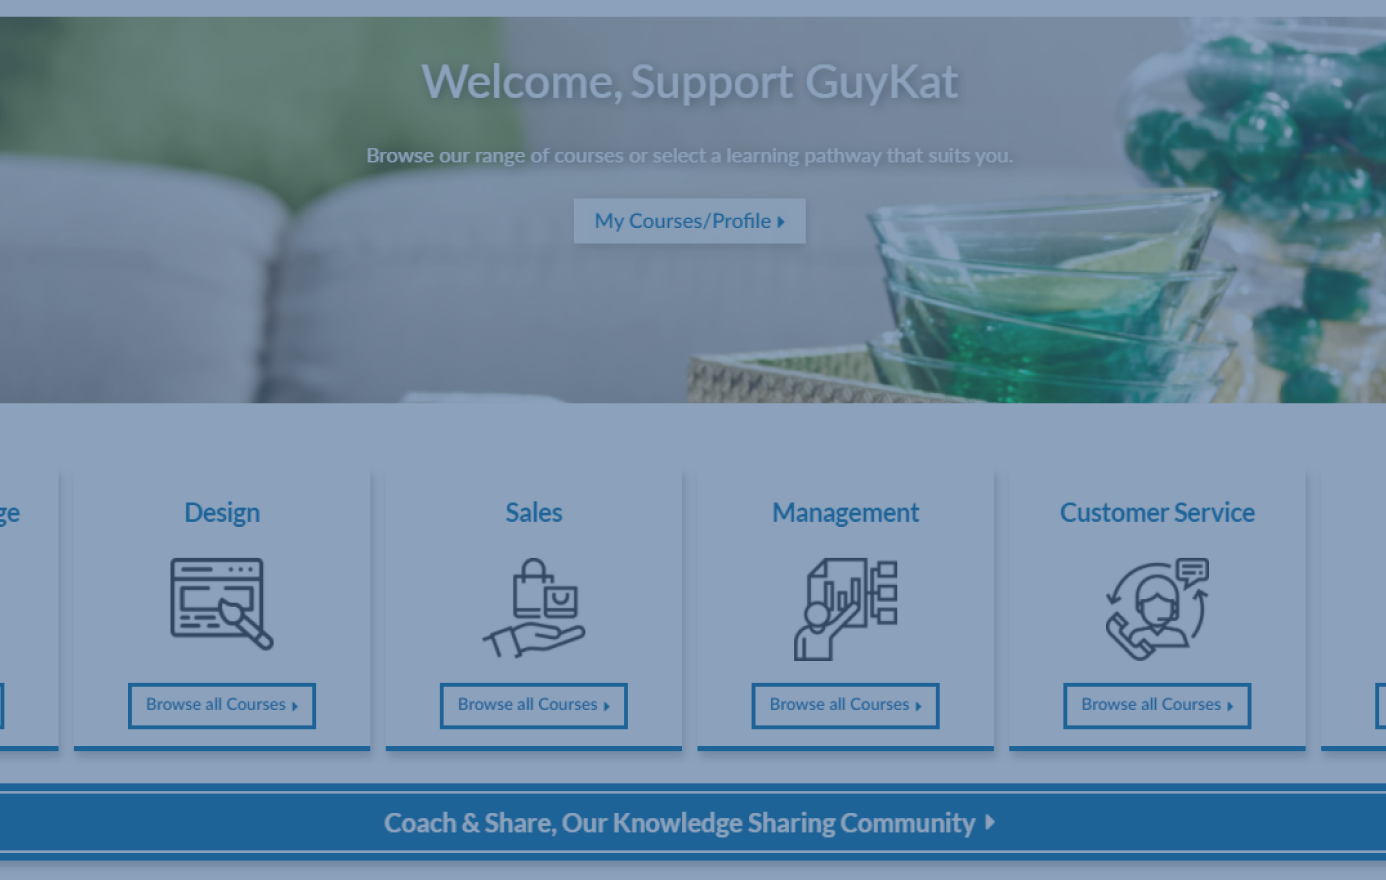 Welcome, Support GuyKat
Browse our range of courses or select a learning pathway that suits you.
My Courses/Profile
ge
Design
Sales
Management
Customer Service
Browse all Courses
Browse all Courses
Browse all Courses
Browse all Courses
Coach & Share, Our Knowledge Sharing Community